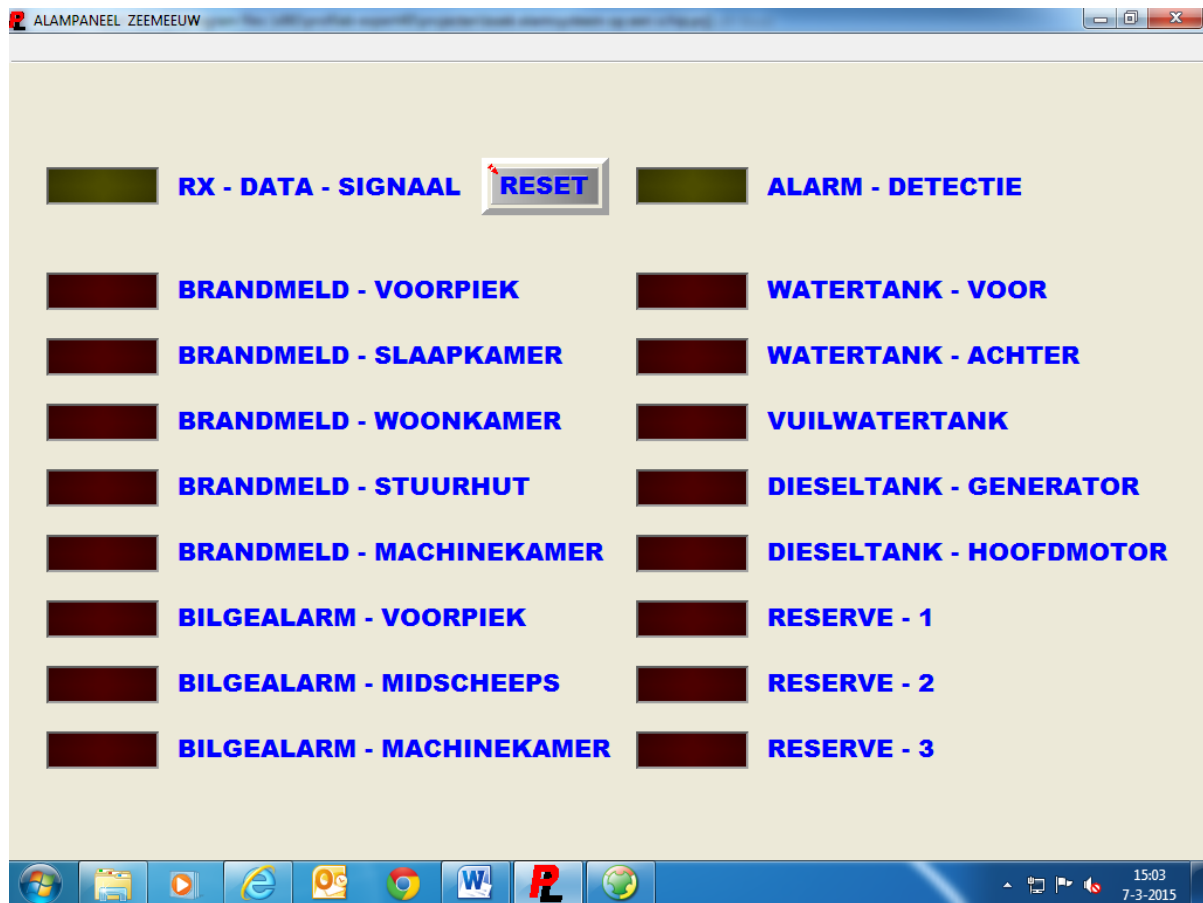 ALAMPANEEL ZEEMEEUW
RX - DATA - SIGNAAL
RESET
ALARM - DETECTIE
BRANDMELD - VOORPIEK
WATERTANK - VOOR
BRANDMELD - SLAAPKAMER
WATERTANK - ACHTER
BRANDMELD - WOONKAMER
VUILWATERTANK
BRANDMELD - STUURHUT
DIESELTANK - GENERATOR
BRANDMELD - MACHINEKAMER
DIESELTANK - HOOFDMOTOR
BILGEALARM - VOORPIEK
RESERVE - 1
BILGEALARM - MIDSCHEEPS
RESERVE - 2
BILGEALARM - MACHINEKAMER
RESERVE - 3
15:03
7-3-2015